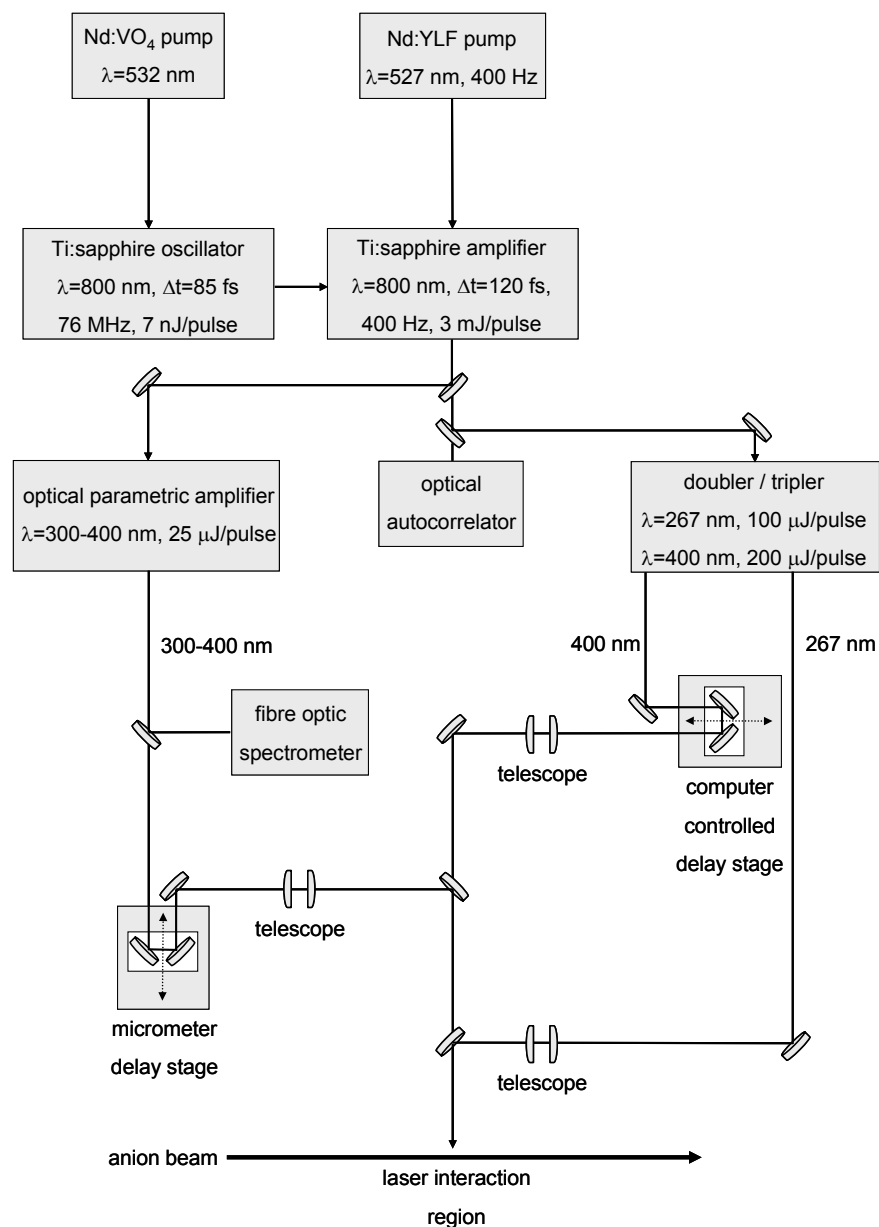 Nd:VO₄ pump
λ=532 nm
Nd:YLF pump
λ=527 nm, 400 Hz
Ti:sapphire oscillator
λ=800 nm, Δt=85 fs
76 MHz, 7 nJ/pulse
Ti:sapphire amplifier
λ=800 nm, Δt=120 fs,
400 Hz, 3 mJ/pulse
optical parametric amplifier
λ=300-400 nm, 25 μJ/pulse
optical
autocorrelator
doubler / tripler
λ=267 nm, 100 μJ/pulse
λ=400 nm, 200 μJ/pulse
300-400 nm
400 nm
267 nm
fibre optic
spectrometer
telescope
computer
controlled
delay stage
telescope
micrometer
delay stage
telescope
anion beam
laser interaction
region